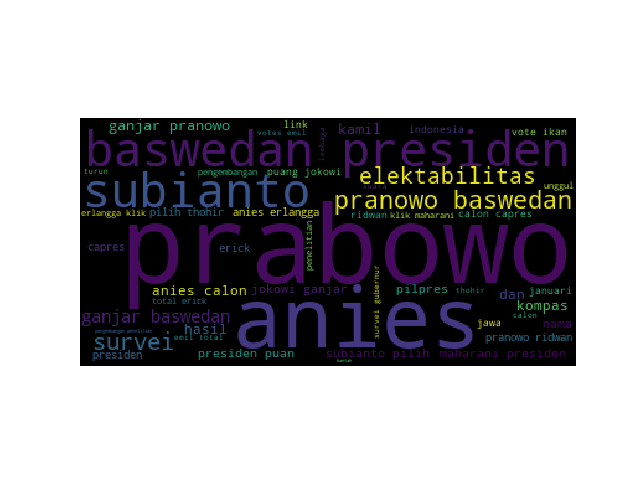 ganjar pranowo
link
votes emil
lembaga
kamil
indonesia
vote ikan
baswedan
presiden
turun
pengembangan
puang jokowi
elektabilitas
subianto
suara
unggul
pranowo baswedan
erlangga klik
pilih thohir
anies erlangga
ridwan
klik maharani
calon capres
prabowo
capres
erick
penelitian
anies calon
jokowi ganjar
survei gubernur
pilpres
thohir
dan
januari
total erick
kompas
ganjar baswedan
anies
calon
jawa
nama
pengembangan penelitian
hasil
survei
emil total
pranowo ridwan
presiden
presiden puan
subianto pilih
maharani presiden